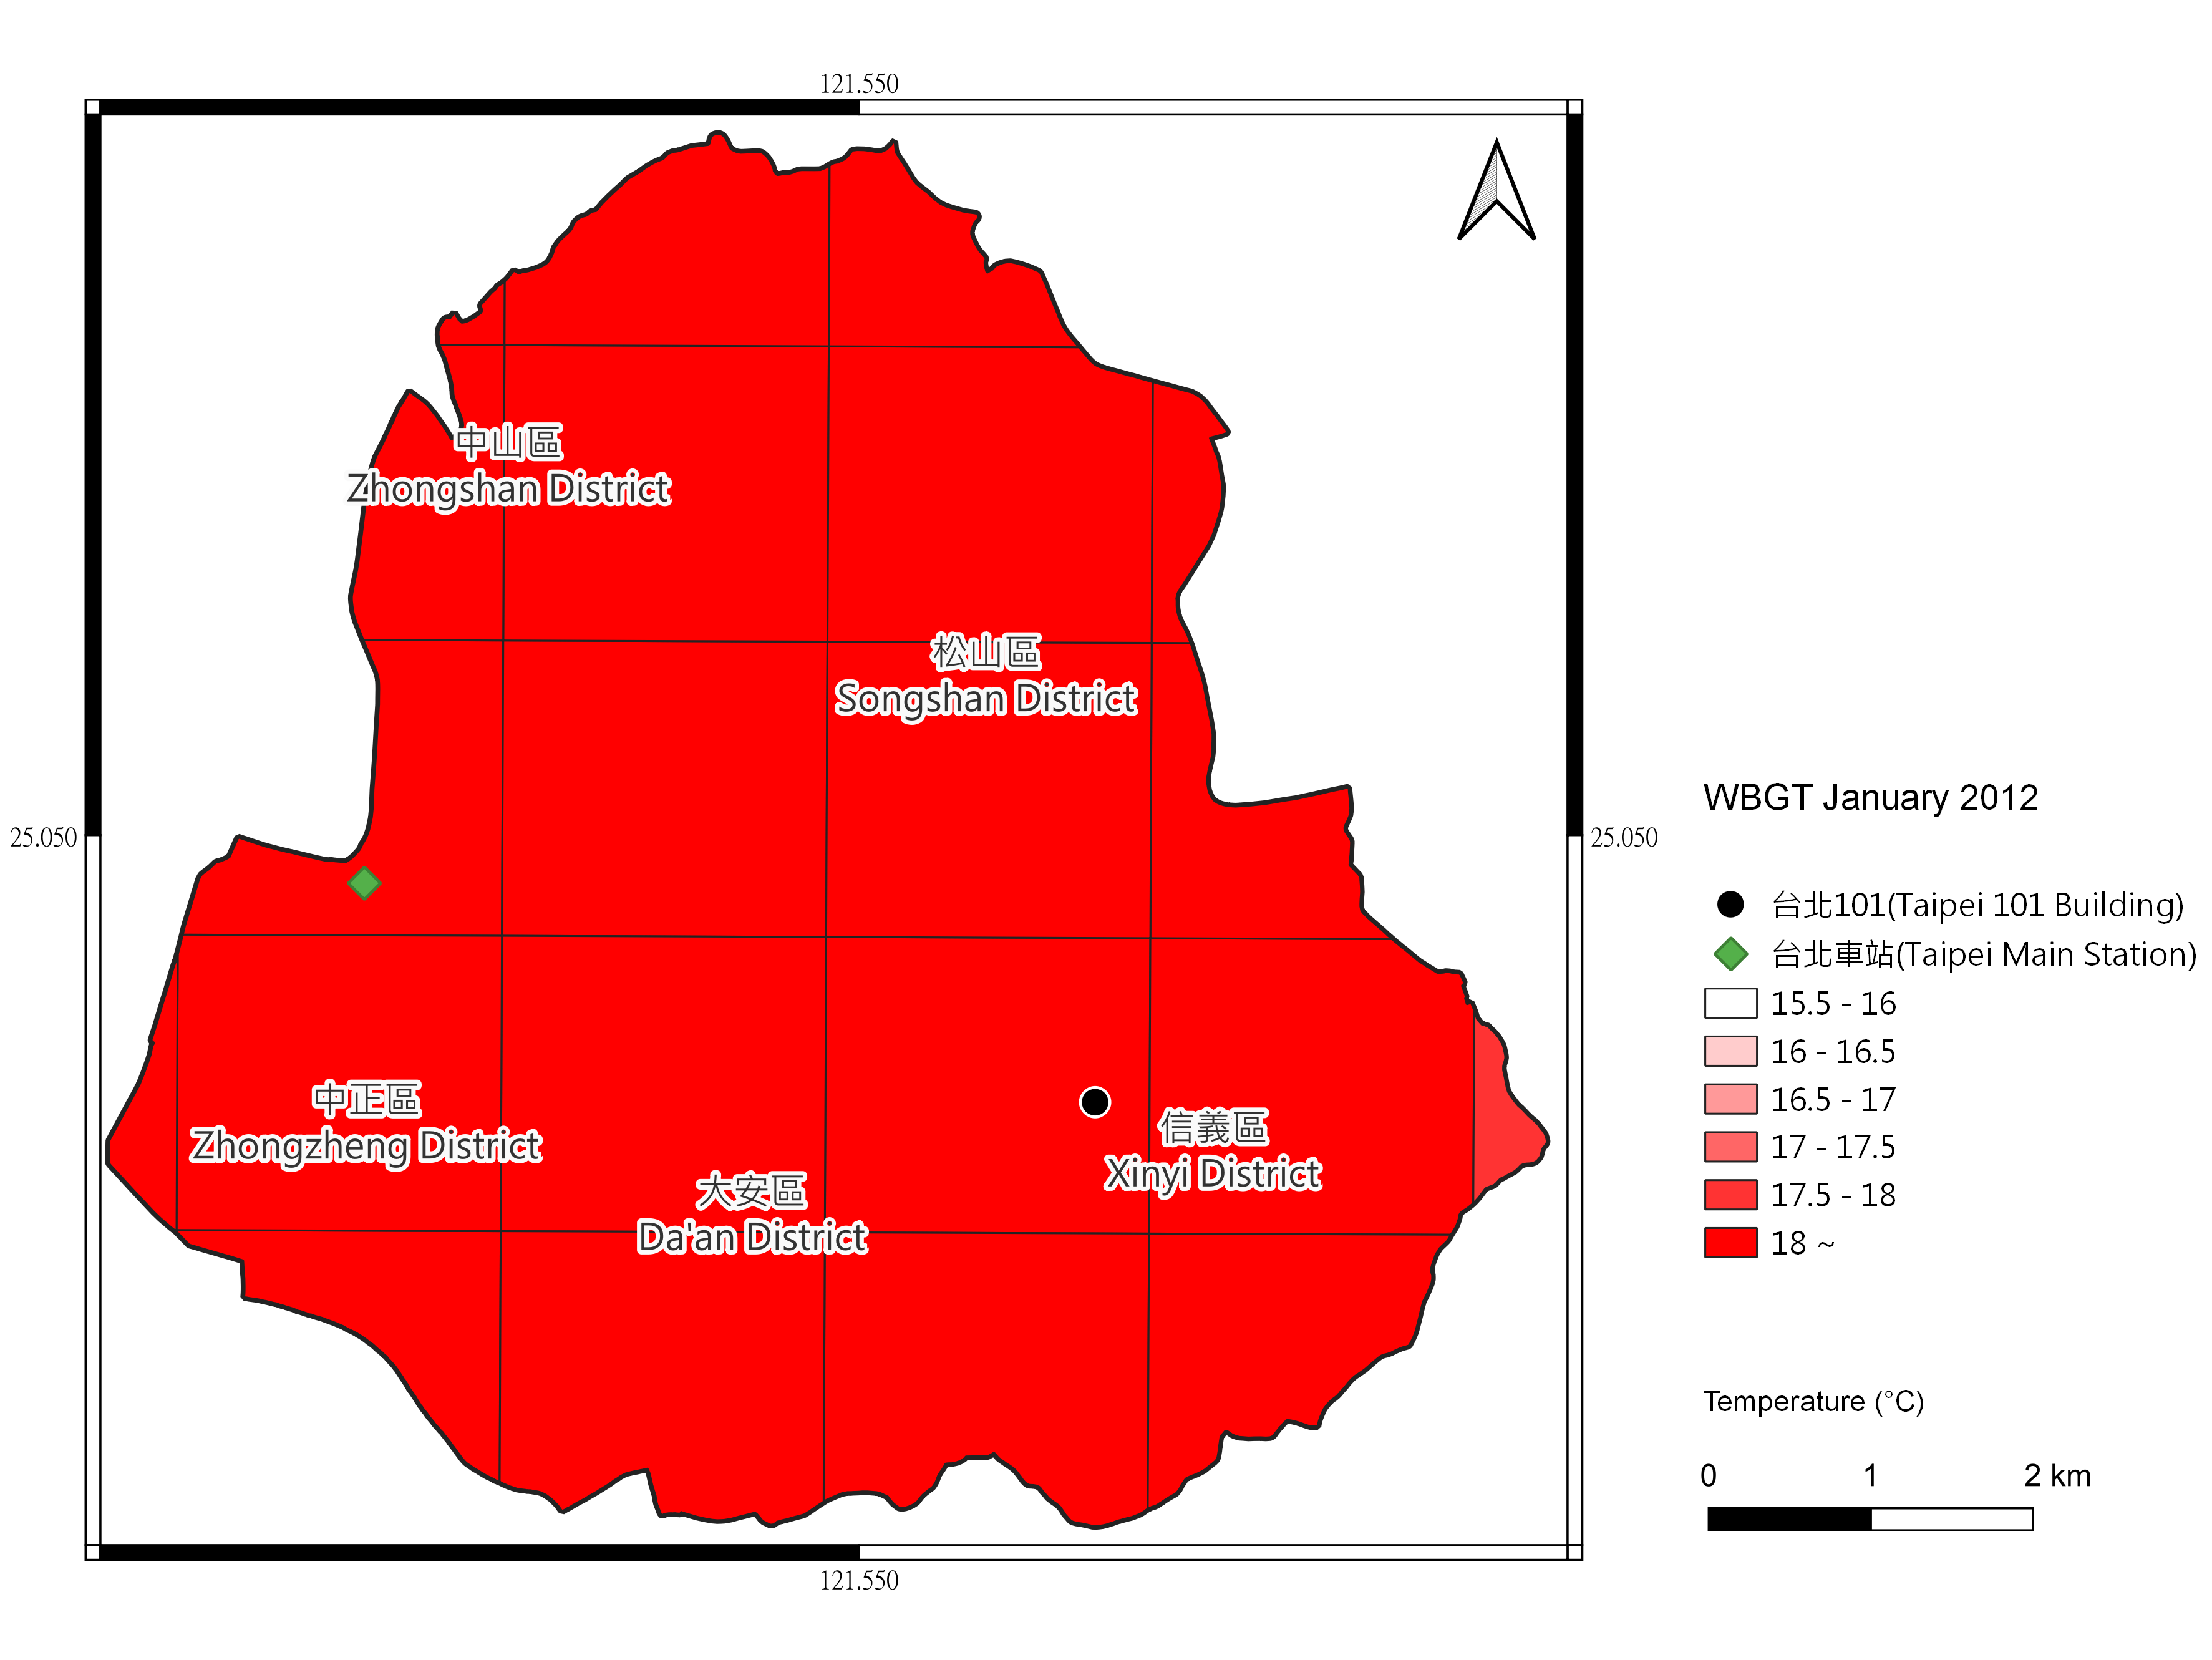 121.550
中山區
Zhongshan District
松山區
Songshan District
25.050
25.050
中正區
Zhongzheng District
信義區
Xinyi District
大安區
Da'an District
121.550
WBGT January 2012
台北101(Taipei 101 Building)
台北車站(Taipei Main Station)
15.5 - 16
16 - 16.5
16.5 - 17
17 - 17.5
17.5 - 18
18 ~
Temperature (°C)
0 1 2 km